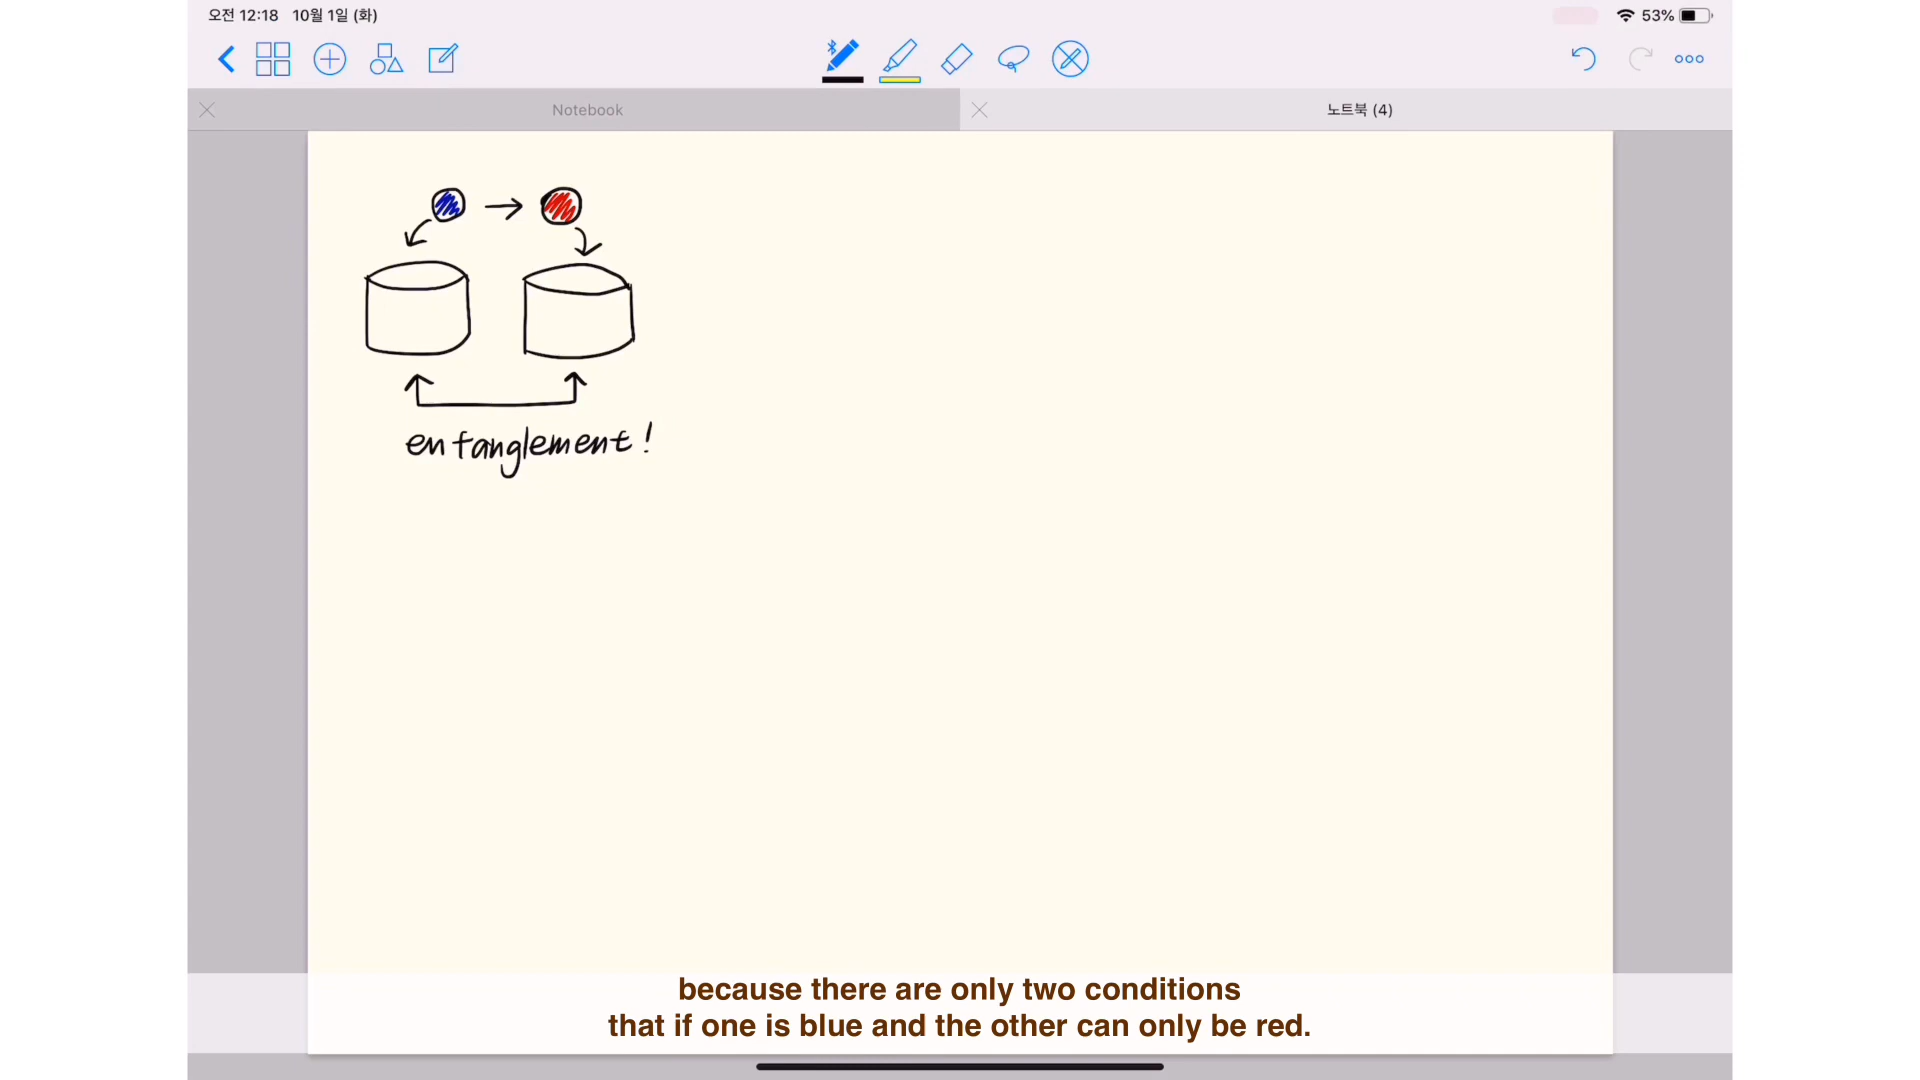 오전 12:18 10월 1일 (화)
53%
Notebook
노트북 (4)
entanglement!
because there are only two conditions
that if one is blue and the other can only be red.